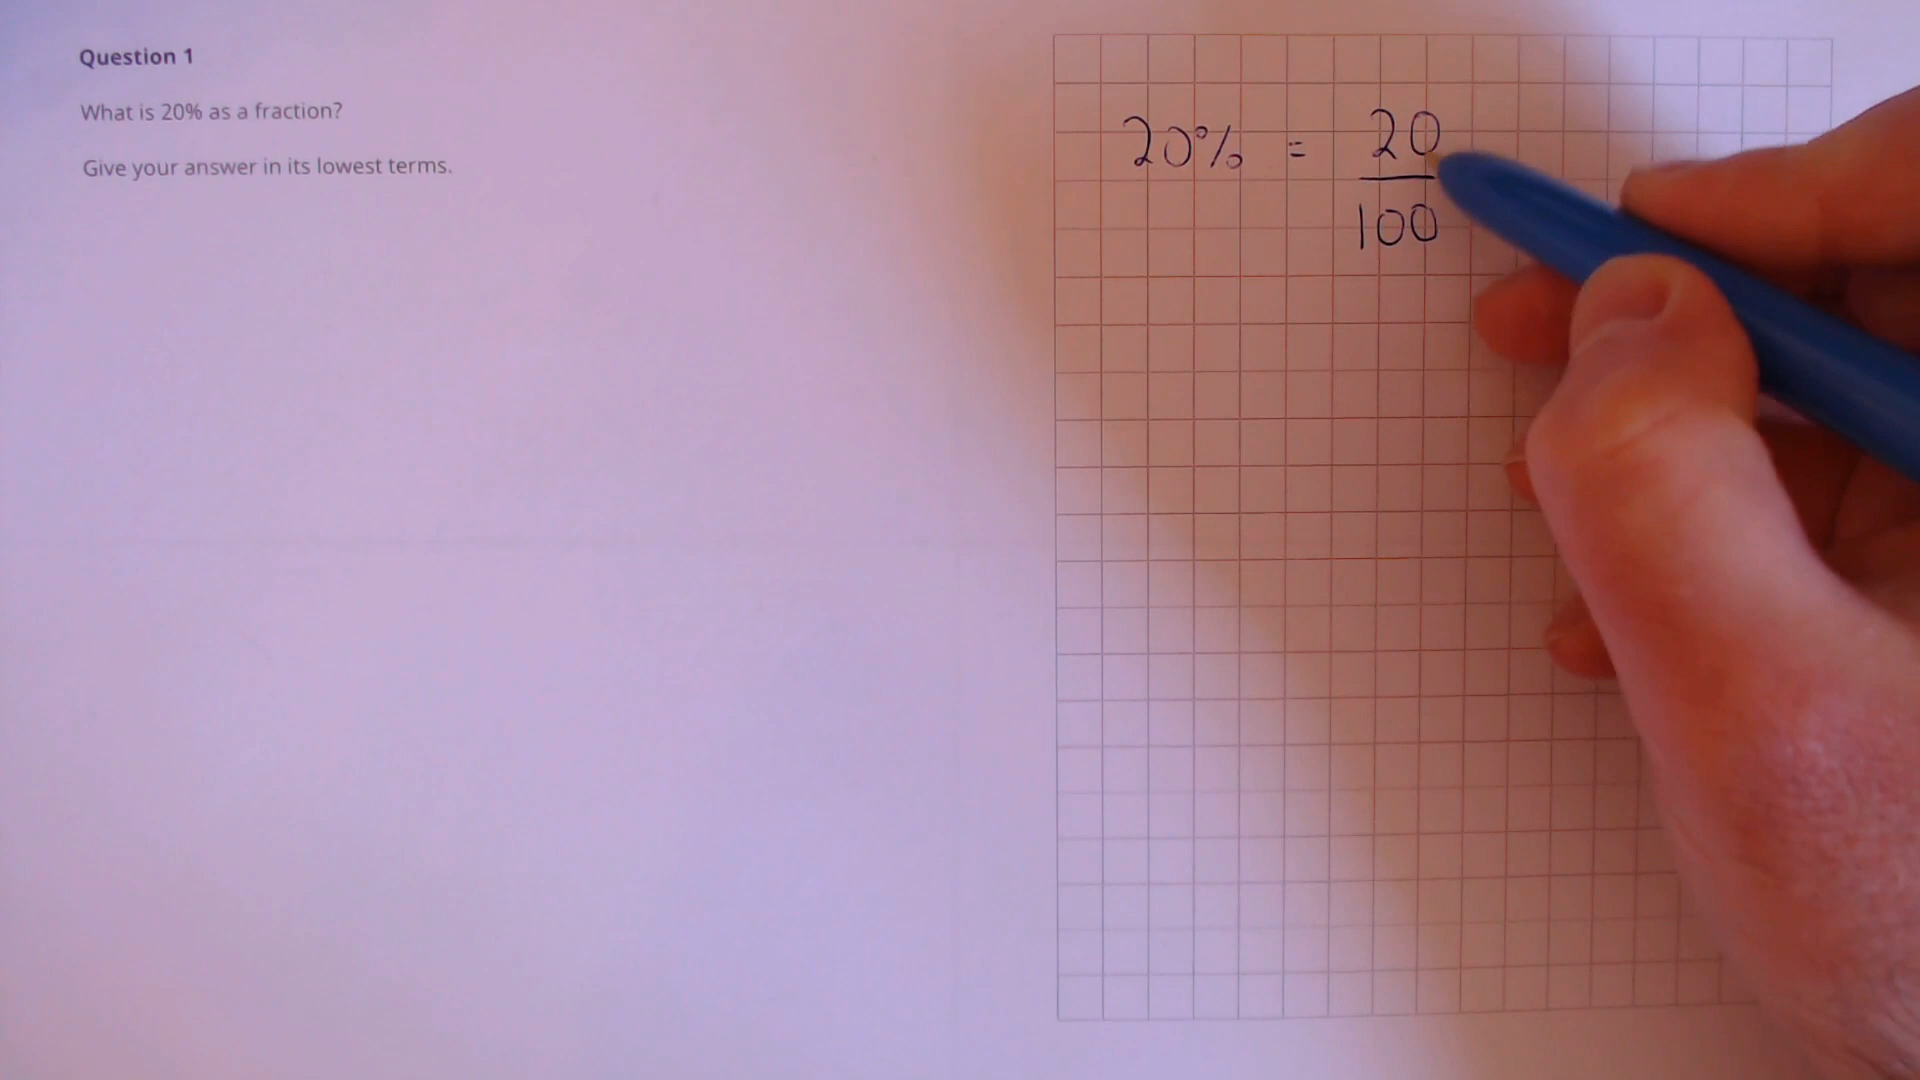 Question 1
What is 20% as a fraction?
Give your answer in its lowest terms.
20% = 20
100